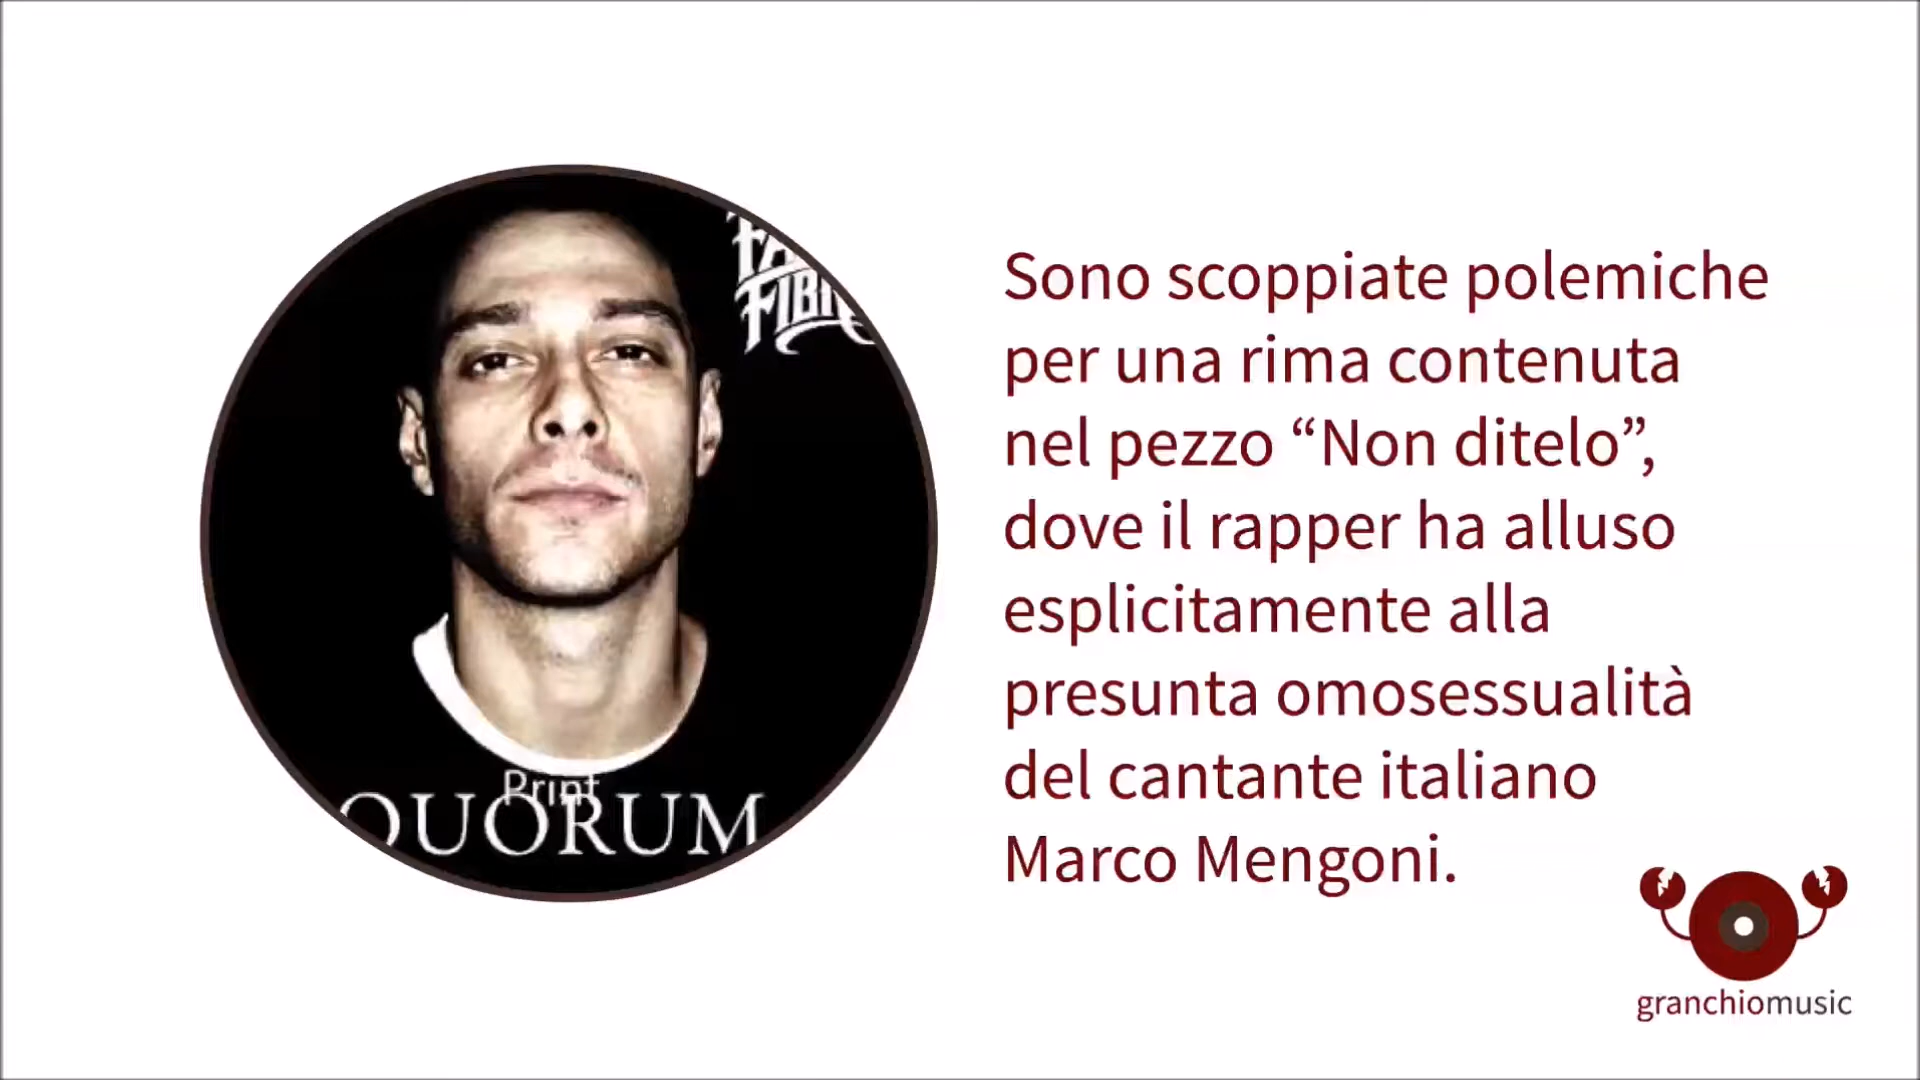 Sono scoppiate polemiche
per una rima contenuta
nel pezzo “Non ditelo”,
dove il rapper ha alluso
esplicitamente alla
presunta omosessualità
del cantante italiano
Marco Mengoni.
Print
QUORUM
granchiomusic